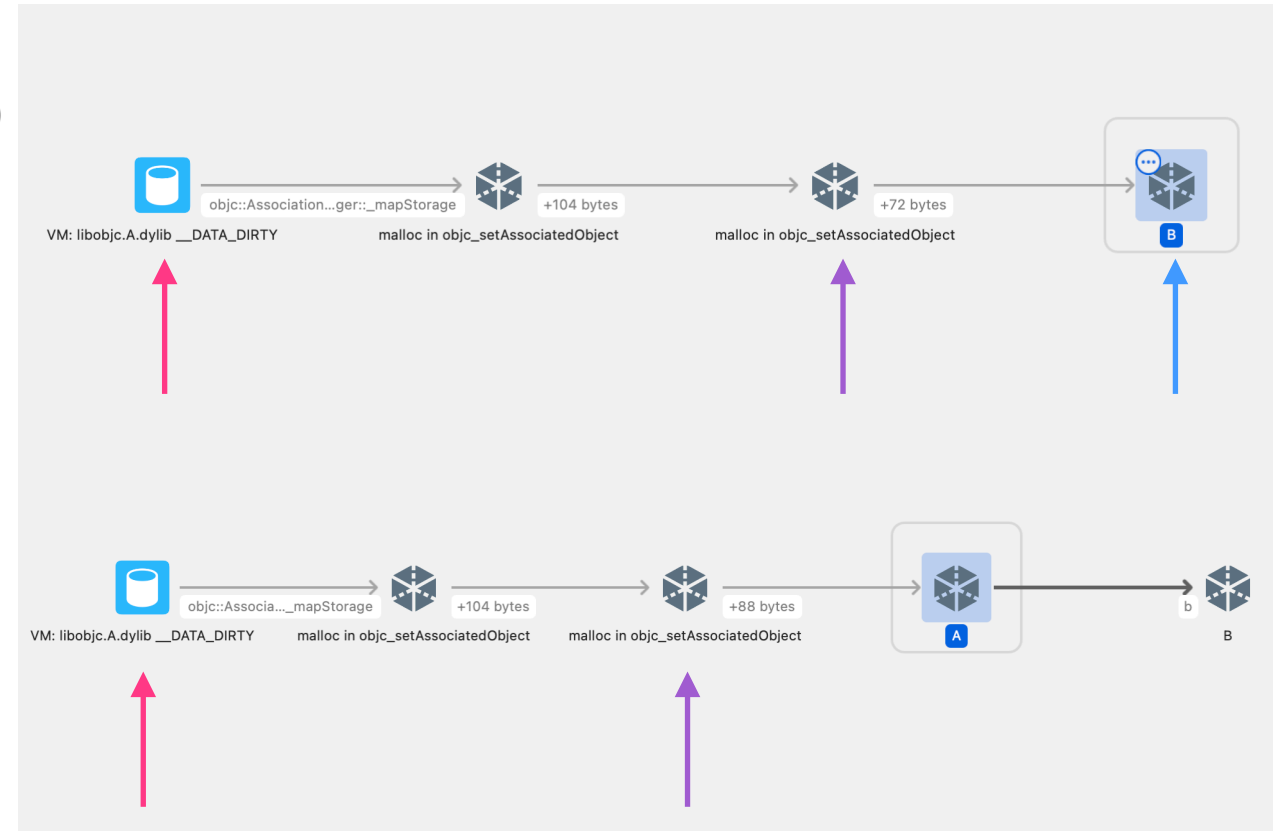 objc::Association...ger::_mapStorage
+104 bytes
+72 bytes
VM: libobjc.A.dylib __DATA_DIRTY
malloc in objc_setAssociatedObject
malloc in objc_setAssociatedObject
B
objc::Associa..._mapStorage
+104 bytes
+88 bytes
b
VM: libobjc.A.dylib __DATA_DIRTY
malloc in objc_setAssociatedObject
malloc in objc_setAssociatedObject
A
B